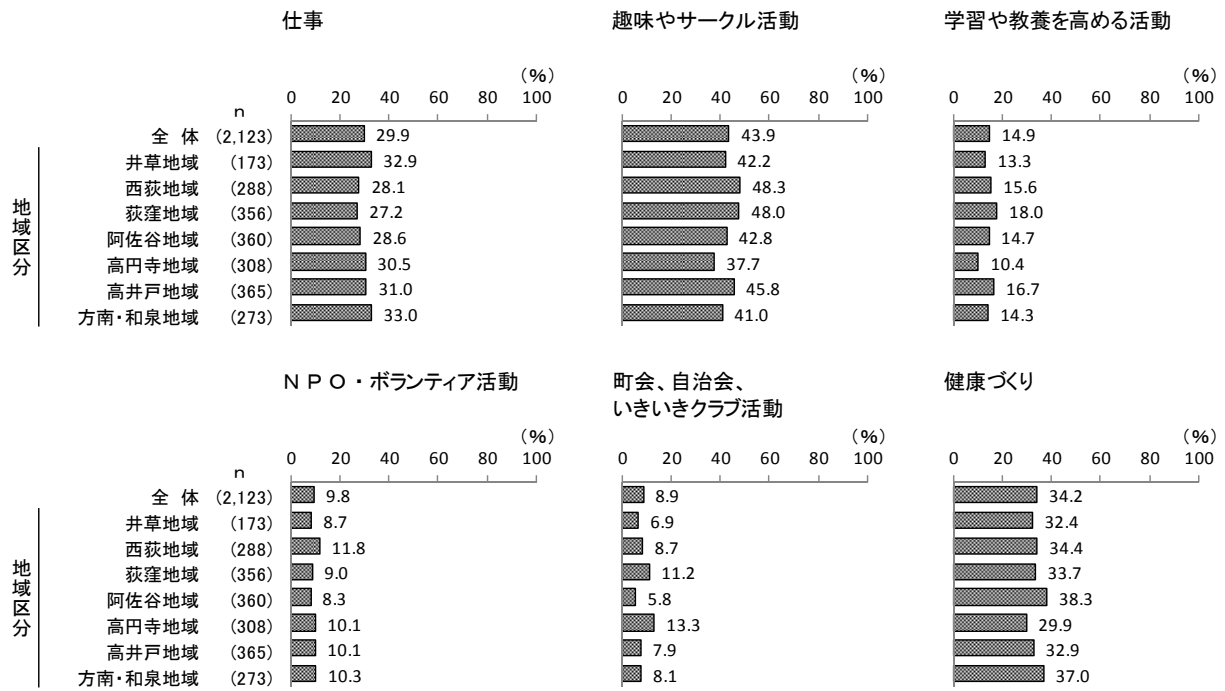 仕事 趣味やサークル活動 学習や教養を高める活動
(%) (%) (%)
0 20 40 60 80 100 0 20 40 60 80 100 0 20 40 60 80 100
n
全 体 (2,123) 29.9 43.9 14.9
井草地域 (173) 32.9 42.2 13.3
西荻地域 (288) 28.1 48.3 15.6
荻窪地域 (356) 27.2 48.0 18.0
阿佐谷地域 (360) 28.6 42.8 14.7
高円寺地域 (308) 30.5 37.7 10.4
高井戸地域 (365) 31.0 45.8 16.7
方南・和泉地域 (273) 33.0 41.0 14.3
地域区分
NPO・ボランティア活動 町会、自治会、 健康づくり
いきいきクラブ活動
(%) (%) (%)
0 20 40 60 80 100 0 20 40 60 80 100 0 20 40 60 80 100
n
全 体 (2,123) 9.8 8.9 34.2
井草地域 (173) 8.7 6.9 32.4
西荻地域 (288) 11.8 8.7 34.4
荻窪地域 (356) 9.0 11.2 33.7
阿佐谷地域 (360) 8.3 5.8 38.3
高円寺地域 (308) 10.1 13.3 29.9
高井戸地域 (365) 10.1 7.9 32.9
方南・和泉地域 (273) 10.3 8.1 37.0
地域区分